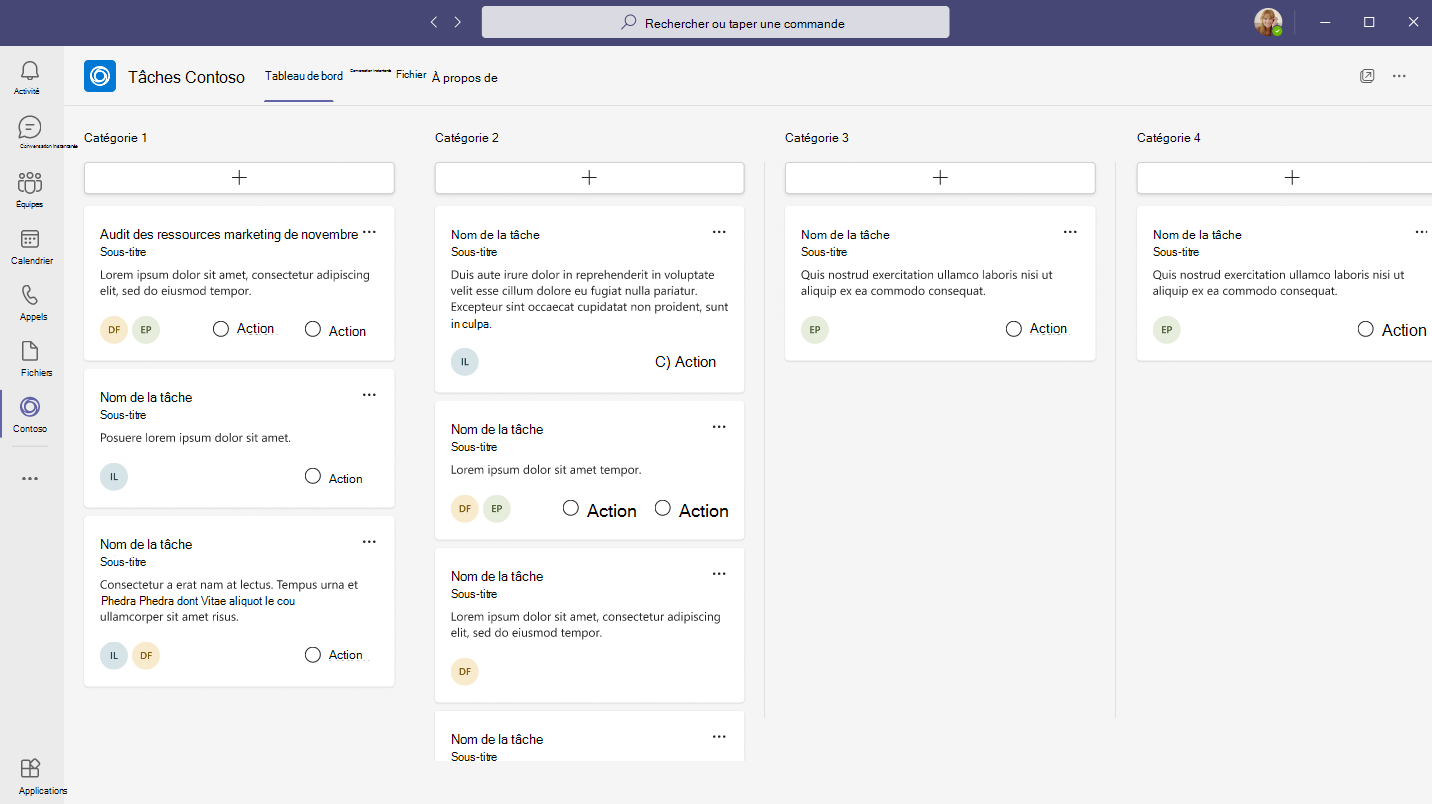 Rechercher ou taper une commande
Activité
Conversation instantanée
Équipes
Calendrier
Appels
Fichiers
Contoso
Applications
Tâches Contoso
Tableau de bord
Conversation instantanée
Fichier
À propos de
Catégorie 1
Audit des ressources marketing de novembre
Sous-titre
Lorem ipsum dolor sit amet, consectetur adipiscing
elit, sed do eiusmod tempor.
DF EP Action Action
Nom de la tâche
Sous-titre
Posuere lorem ipsum dolor sit amet.
IL Action
Nom de la tâche
Sous-titre
Consectetur a erat nam at lectus. Tempus urna et
Phedra Phedra dont Vitae aliquot le cou
ullamcorper sit amet risus.
IL DF Action
Catégorie 2
Nom de la tâche
Sous-titre
Duis aute irure dolor in reprehenderit in voluptate
velit esse cillum dolore eu fugiat nulla pariatur.
Excepteur sint occaecat cupidatat non proident, sunt
in culpa.
IL C) Action
Nom de la tâche
Sous-titre
Lorem ipsum dolor sit amet tempor.
DF EP Action Action
Nom de la tâche
Sous-titre
Lorem ipsum dolor sit amet, consectetur adipiscing
elit, sed do eiusmod tempor.
DF
Nom de la tâche
Sous-titre
Catégorie 3
Nom de la tâche
Sous-titre
Quis nostrud exercitation ullamco laboris nisi ut
aliquip ex ea commodo consequat.
EP Action
Catégorie 4
Nom de la tâche
Sous-titre
Quis nostrud exercitation ullamco laboris nisi ut
aliquip ex ea commodo consequat.
EP Action